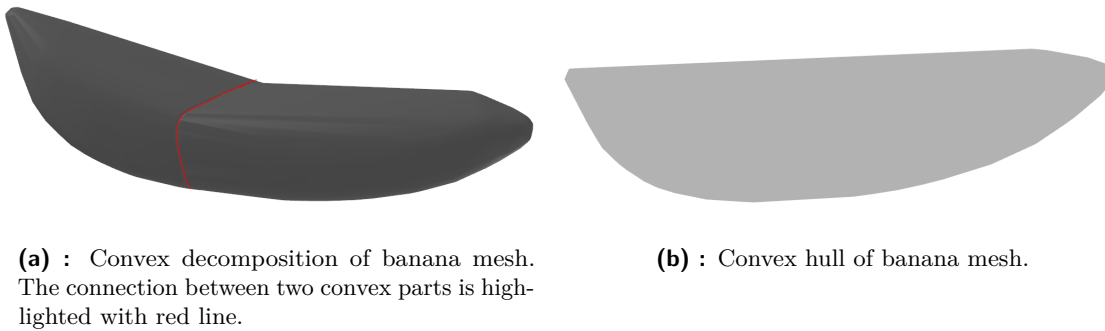 (a) : Convex decomposition of banana mesh.
The connection between two convex parts is high-
lighted with red line.
(b) : Convex hull of banana mesh.